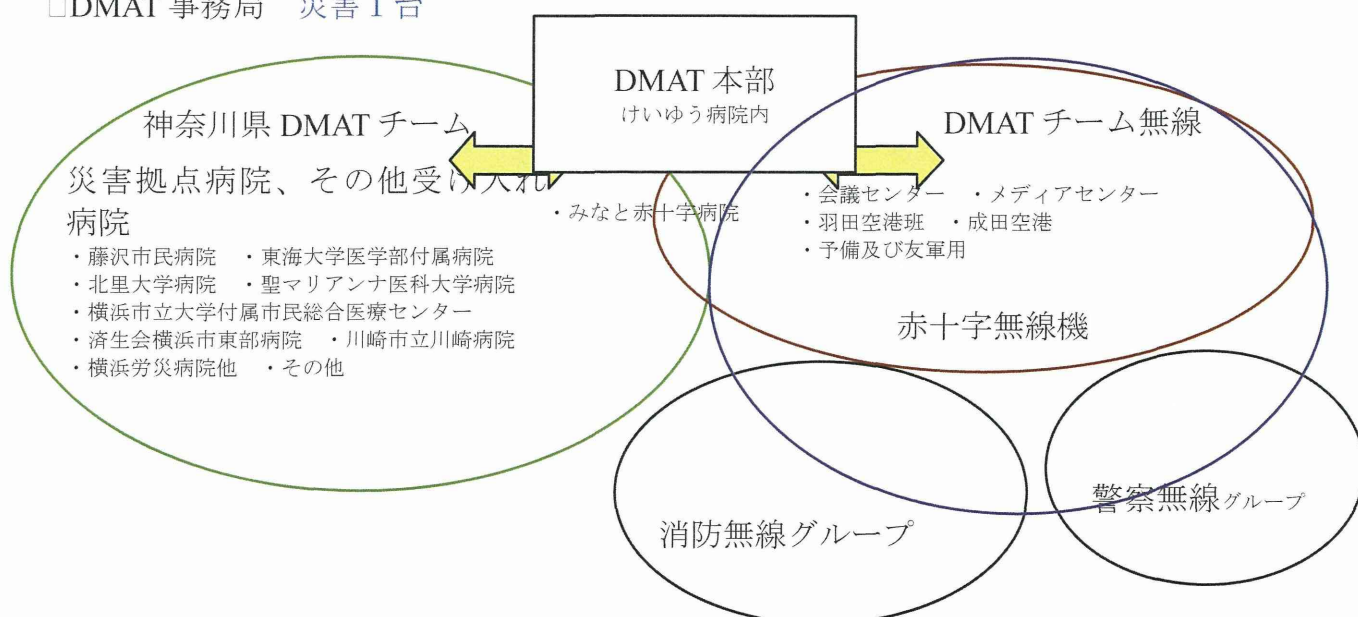 □DMAT 事務局　災害 1 台
DMAT 本部
けいゆう病院内
神奈川県 DMAT チーム
災害拠点病院、その他受け入れ
病院
・藤沢市民病院　・東海大学医学部付属病院
・北里大学病院　・聖マリアンナ医科大学病院
・横浜市立大学付属市民総合医療センター
・済生会横浜市東部病院　・川崎市立川崎病院
・横浜労災病院他　・その他
・みなと赤十字病院
DMAT チーム無線
・会議センター　・メディアセンター
・羽田空港班　・成田空港
・予備及び友軍用
赤十字無線機
消防無線グループ
警察無線グループ